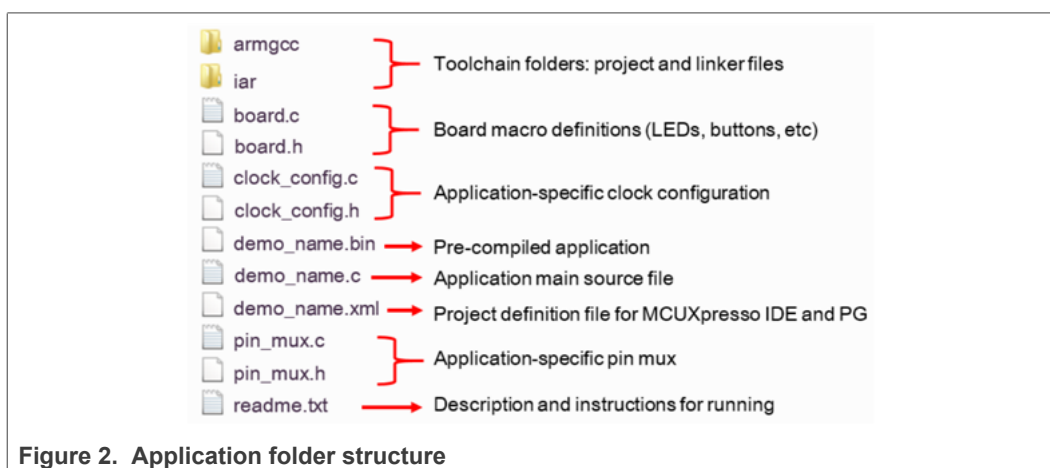 armgcc
iar
Toolchain folders: project and linker files
board.c
board.h
Board macro definitions (LEDs, buttons, etc)
clock_config.c
clock_config.h
Application-specific clock configuration
demo_name.bin
Pre-compiled application
demo_name.c
Application main source file
demo_name.xml
Project definition file for MCUXpresso IDE and PG
pin_mux.c
pin_mux.h
Application-specific pin mux
readme.txt
Description and instructions for running
Figure 2. Application folder structure